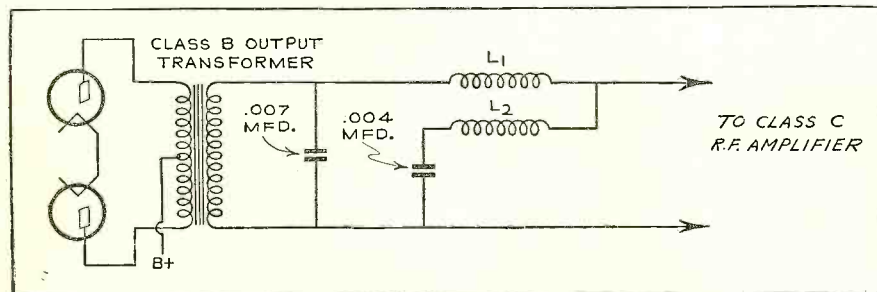 CLASS B OUTPUT
TRANSFORMER
.007
MFD.
.004
MFD.
L1
L2
TO CLASS C
R.F. AMPLIFIER
B+